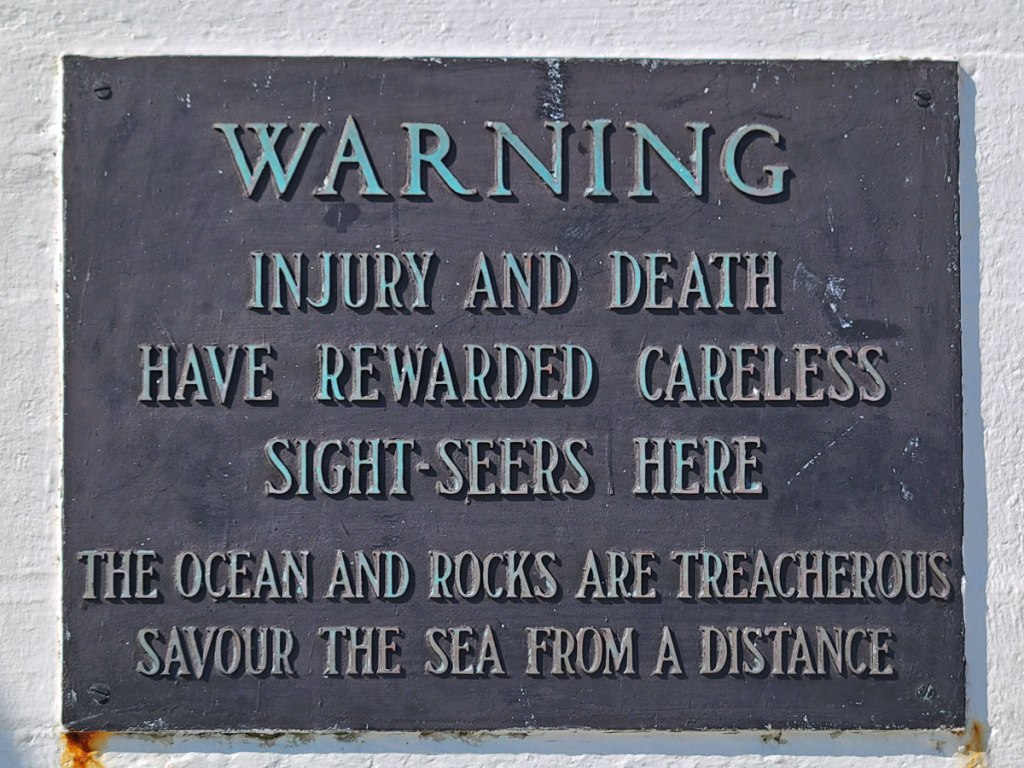 WARNING
INJURY AND DEATH
HAVE REWARDED CARELESS
SIGHT-SEERS HERE
THE OCEAN AND ROCKS ARE TREACHEROUS
SAVOUR THE SEA FROM A DISTANCE